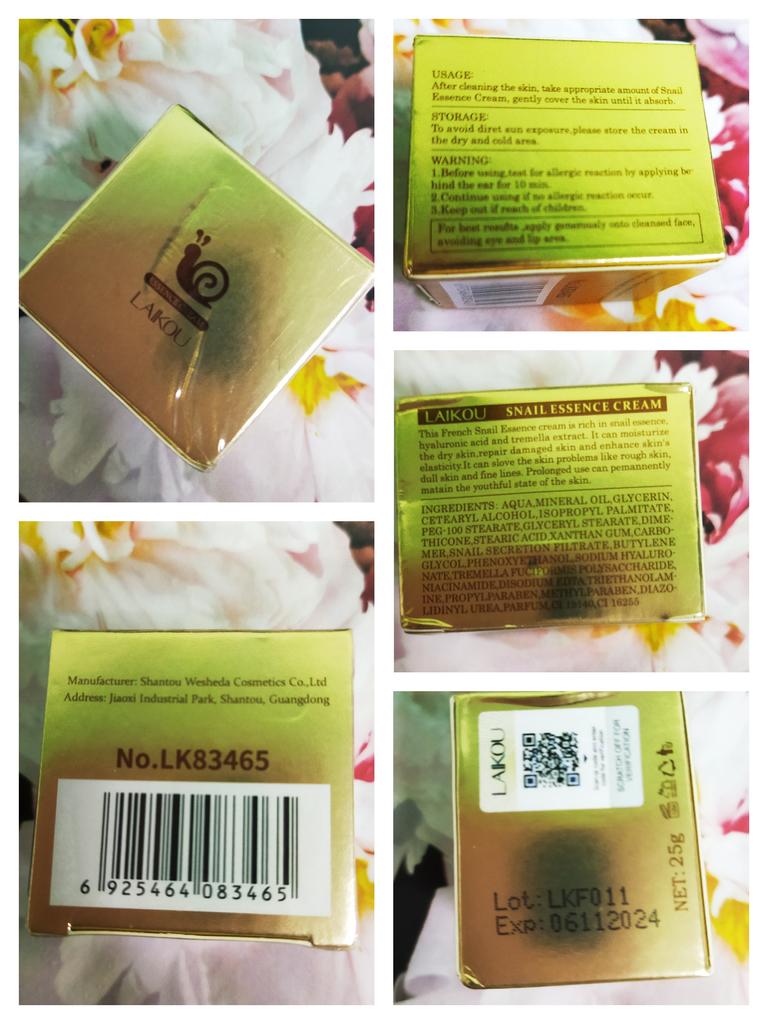 ESSENCE
LAIKOU
USAGE:
After cleaning the skin, take appropriate amount of Snail
Essence Cream, gently cover the skin until it absorb.
STORAGE:
To avoid diret sun exposure,please store the cream in
the dry and cold area.
WARNING:
1.Before using,test for allergic reaction by applying be-
hind the ear for 10 min.
2.Continue using if no allergic reaction occur.
3.Keep out if reach of children.
For best results ,apply generously onto cleansed face,
avoiding eye and lip area.
LAIKOU SNAIL ESSENCE CREAM
This French Snail Essence cream is rich in snail essence,
hyaluronic acid and tremella extract. It can moisturize
the dry skin,repair damaged skin and enhance skin's
elasticity.It can slove the skin problems like rough skin,
dull skin and fine lines. Prolonged use can pemannently
matain the youthful state of the skin.
INGREDIENTS: AQUA,MINERAL OIL,GLYCERIN,
CETEARYL ALCOHOL,ISOPROPYL PALMITATE,
PEG-100 STEARATE,GLYCERYL STEARATE,DIME-
THICONE,STEARIC ACID,XANTHAN GUM,CARBO-
MER,SNAIL SECRETION FILTRATE,BUTYLENE
GLYCOL,PHENOXYETHANOL,SODIUM HYALURO-
NATE,TREMELLA FUCIFORMIS POLYSACCHARIDE,
NIACINAMIDE,DISODIUM EDTA,TRIETHANOLAM-
INE,PROPYLPARABEN,METHYLPARABEN,DIAZO-
LIDINYL UREA,PARFUM,CI 19140,CI 16255
Manufacturer: Shantou Wesheda Cosmetics Co.,Ltd
Address: Jiaoxi Industrial Park, Shantou, Guangdong
No.LK83465
6 925464 083465
LAIKOU
SCRATCH OFF FOR
VERIFICATION
NET: 25g
Lot:LKF011
Exp:06112024